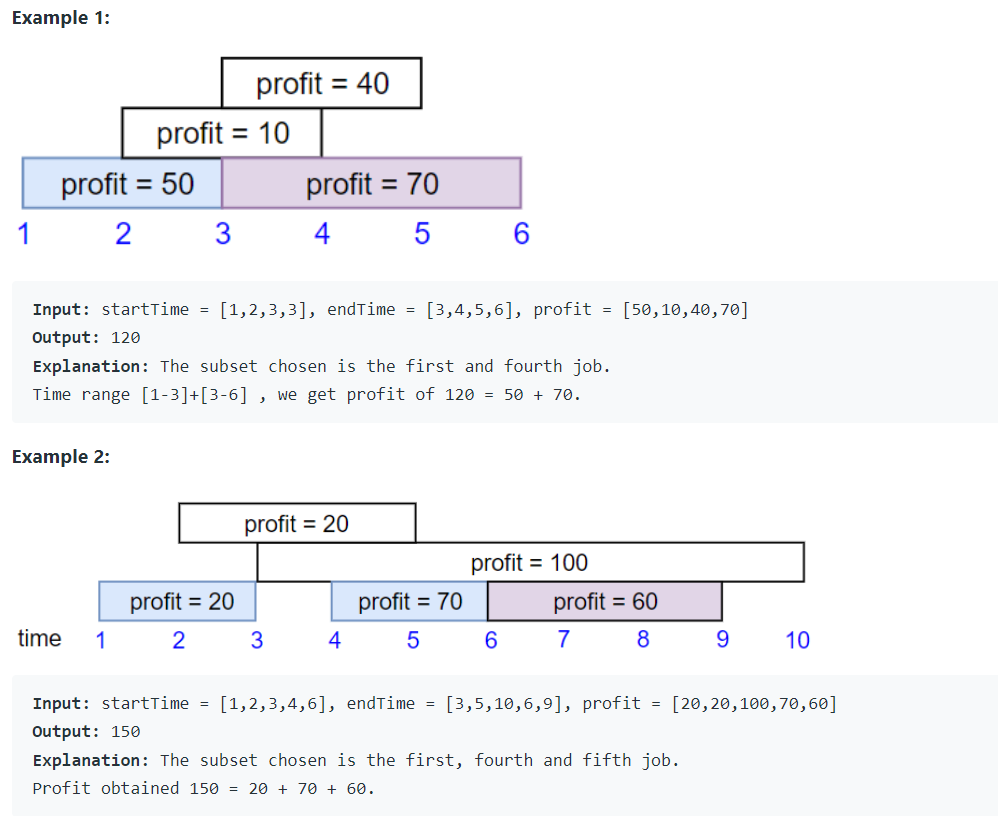 Example 1:
profit = 40
profit = 10
profit = 50 profit = 70
1 2 3 4 5 6
Input: startTime = [1,2,3,3], endTime = [3,4,5,6], profit = [50,10,40,70]
Output: 120
Explanation: The subset chosen is the first and fourth job.
Time range [1-3]+[3-6] , we get profit of 120 = 50 + 70.
Example 2:
profit = 20
profit = 100
profit = 20 profit = 70 profit = 60
time 1 2 3 4 5 6 7 8 9 10
Input: startTime = [1,2,3,4,6], endTime = [3,5,10,6,9], profit = [20,20,100,70,60]
Output: 150
Explanation: The subset chosen is the first, fourth and fifth job.
Profit obtained 150 = 20 + 70 + 60.